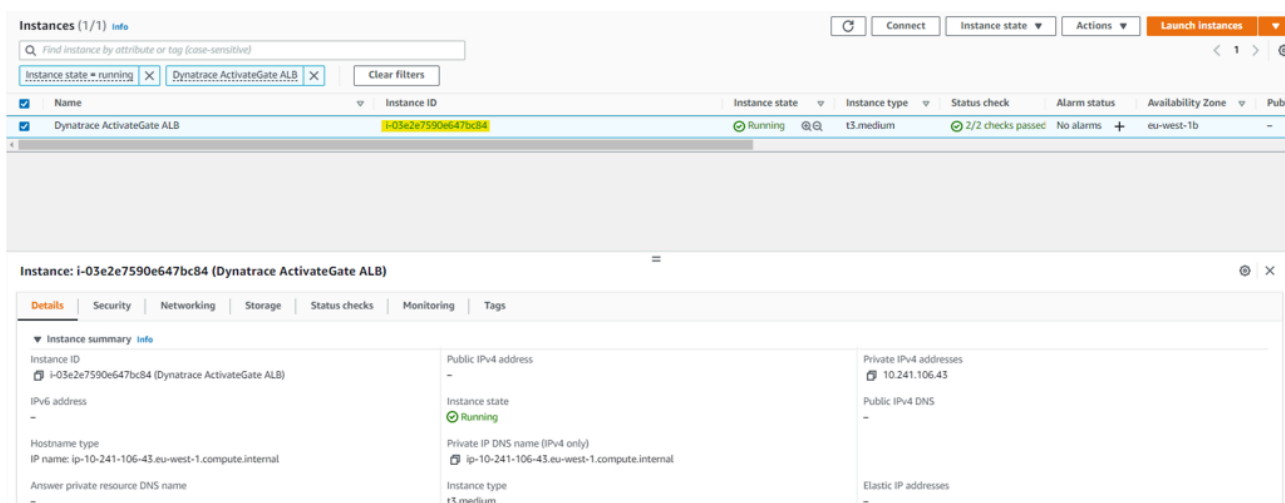 Instances (1/1) Info
Connect Instance state Actions Launch instances
Find instance by attribute or tag (case-sensitive)
1
Instance state = running Dynatrace ActivateGate ALB Clear filters
Name Instance ID Instance state Instance type Status check Alarm status Availability Zone Pub
Dynatrace ActivateGate ALB i-03e2e7590e647bc84 Running t3.medium 2/2 checks passed No alarms + eu-west-1b –
Instance: i-03e2e7590e647bc84 (Dynatrace ActivateGate ALB)
Details Security Networking Storage Status checks Monitoring Tags
Instance summary Info
Instance ID Public IPv4 address Private IPv4 addresses
i-03e2e7590e647bc84 (Dynatrace ActivateGate ALB) – 10.241.106.43
IPv6 address Instance state Public IPv4 DNS
– Running –
Hostname type Private IP DNS name (IPv4 only)
IP name: ip-10-241-106-43.eu-west-1.compute.internal ip-10-241-106-43.eu-west-1.compute.internal
Answer private resource DNS name Instance type Elastic IP addresses
– t3.medium –